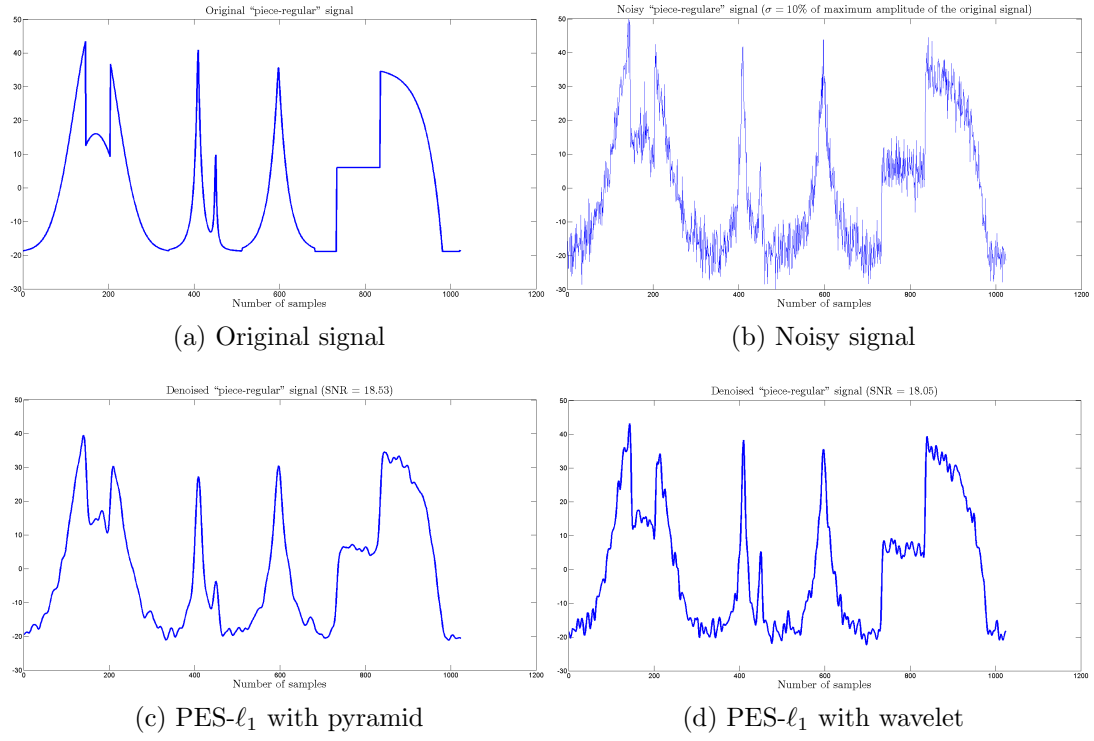 Original “piece-regular” signal
50
40
30
20
10
0
-10
-20
-30
0 200 400 600 800 1000 1200
Number of samples
(a) Original signal
Noisy “piece-regulare” signal (σ = 10% of maximum amplitude of the original signal)
50
40
30
20
10
0
-10
-20
-30
0 200 400 600 800 1000 1200
Number of samples
(b) Noisy signal
Denoised “piece-regular” signal (SNR = 18.53)
50
40
30
20
10
0
-10
-20
-30
0 200 400 600 800 1000 1200
Number of samples
(c) PES-ℓ₁ with pyramid
Denoised “piece-regular” signal (SNR = 18.05)
50
40
30
20
10
0
-10
-20
-30
0 200 400 600 800 1000 1200
Number of samples
(d) PES-ℓ₁ with wavelet